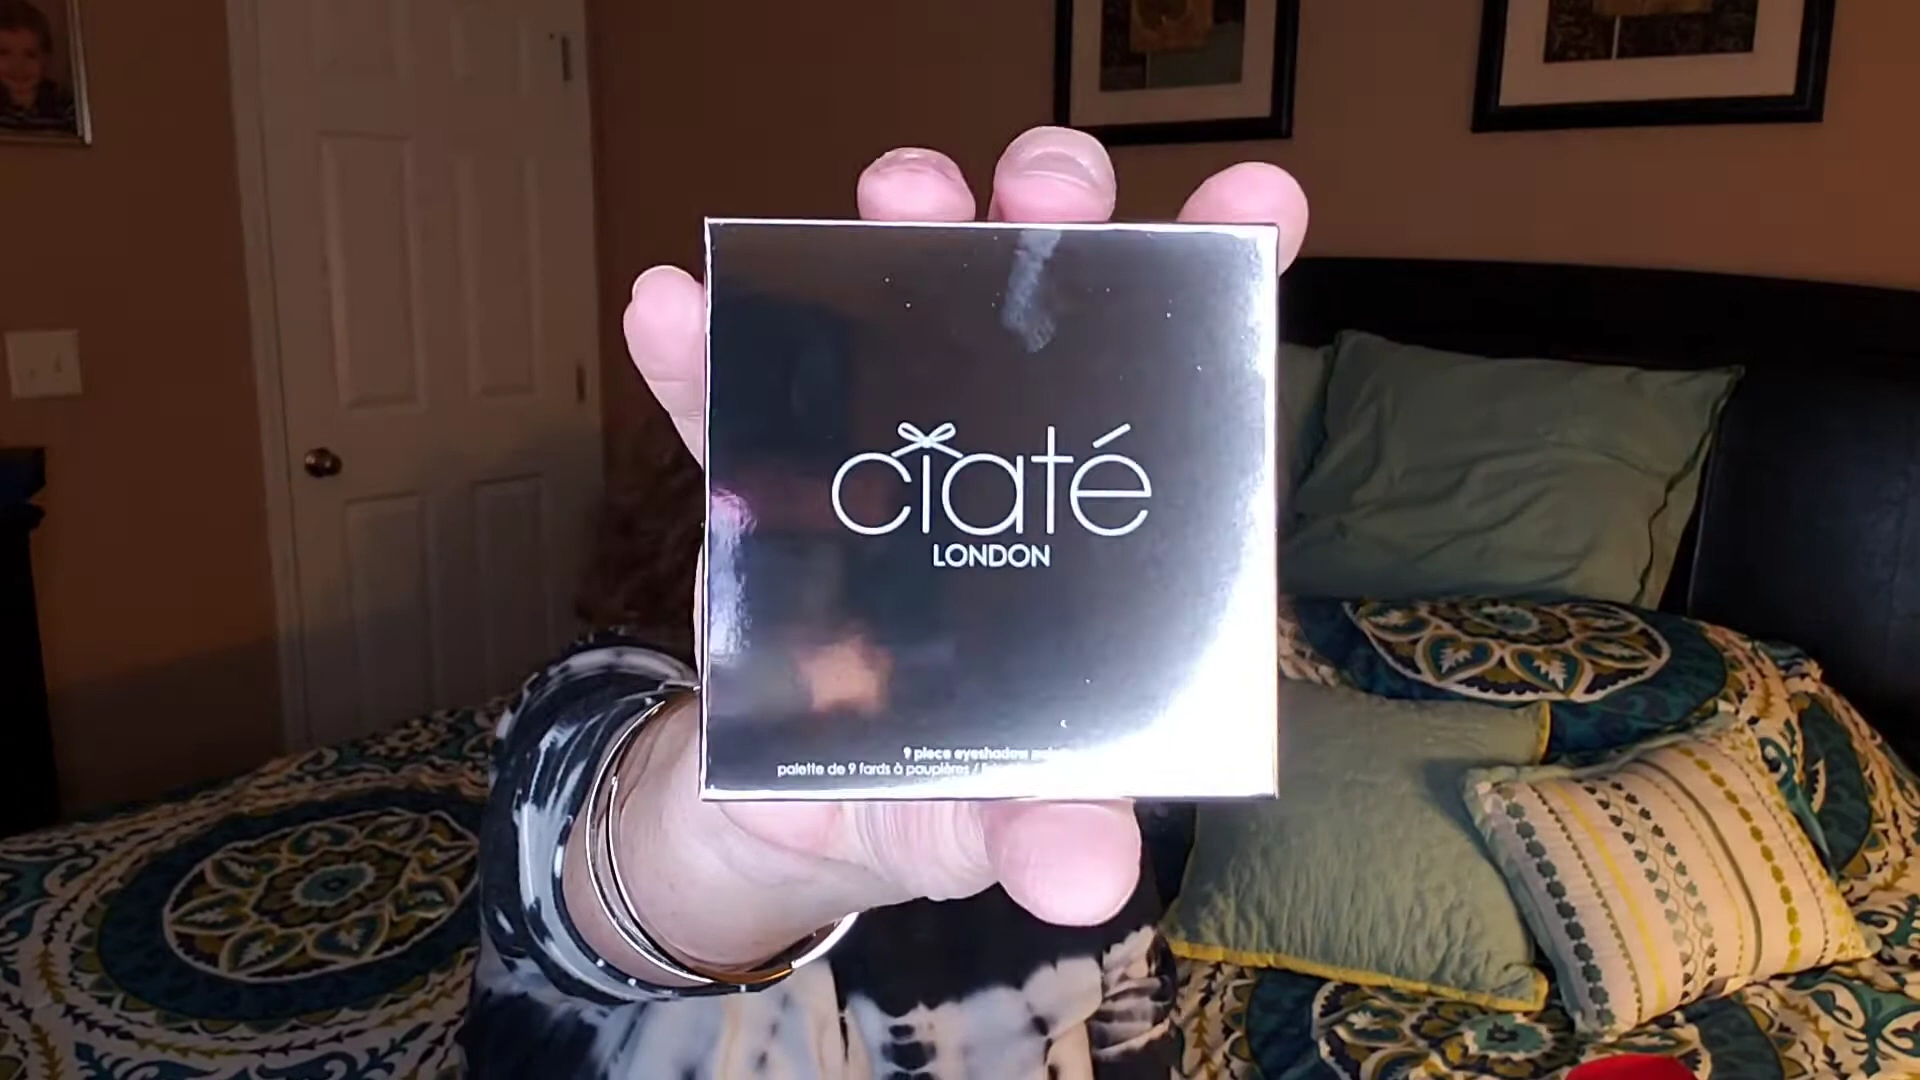 ciaté
LONDON
9 piece eyeshadow
palette de 9 fards à paupières /